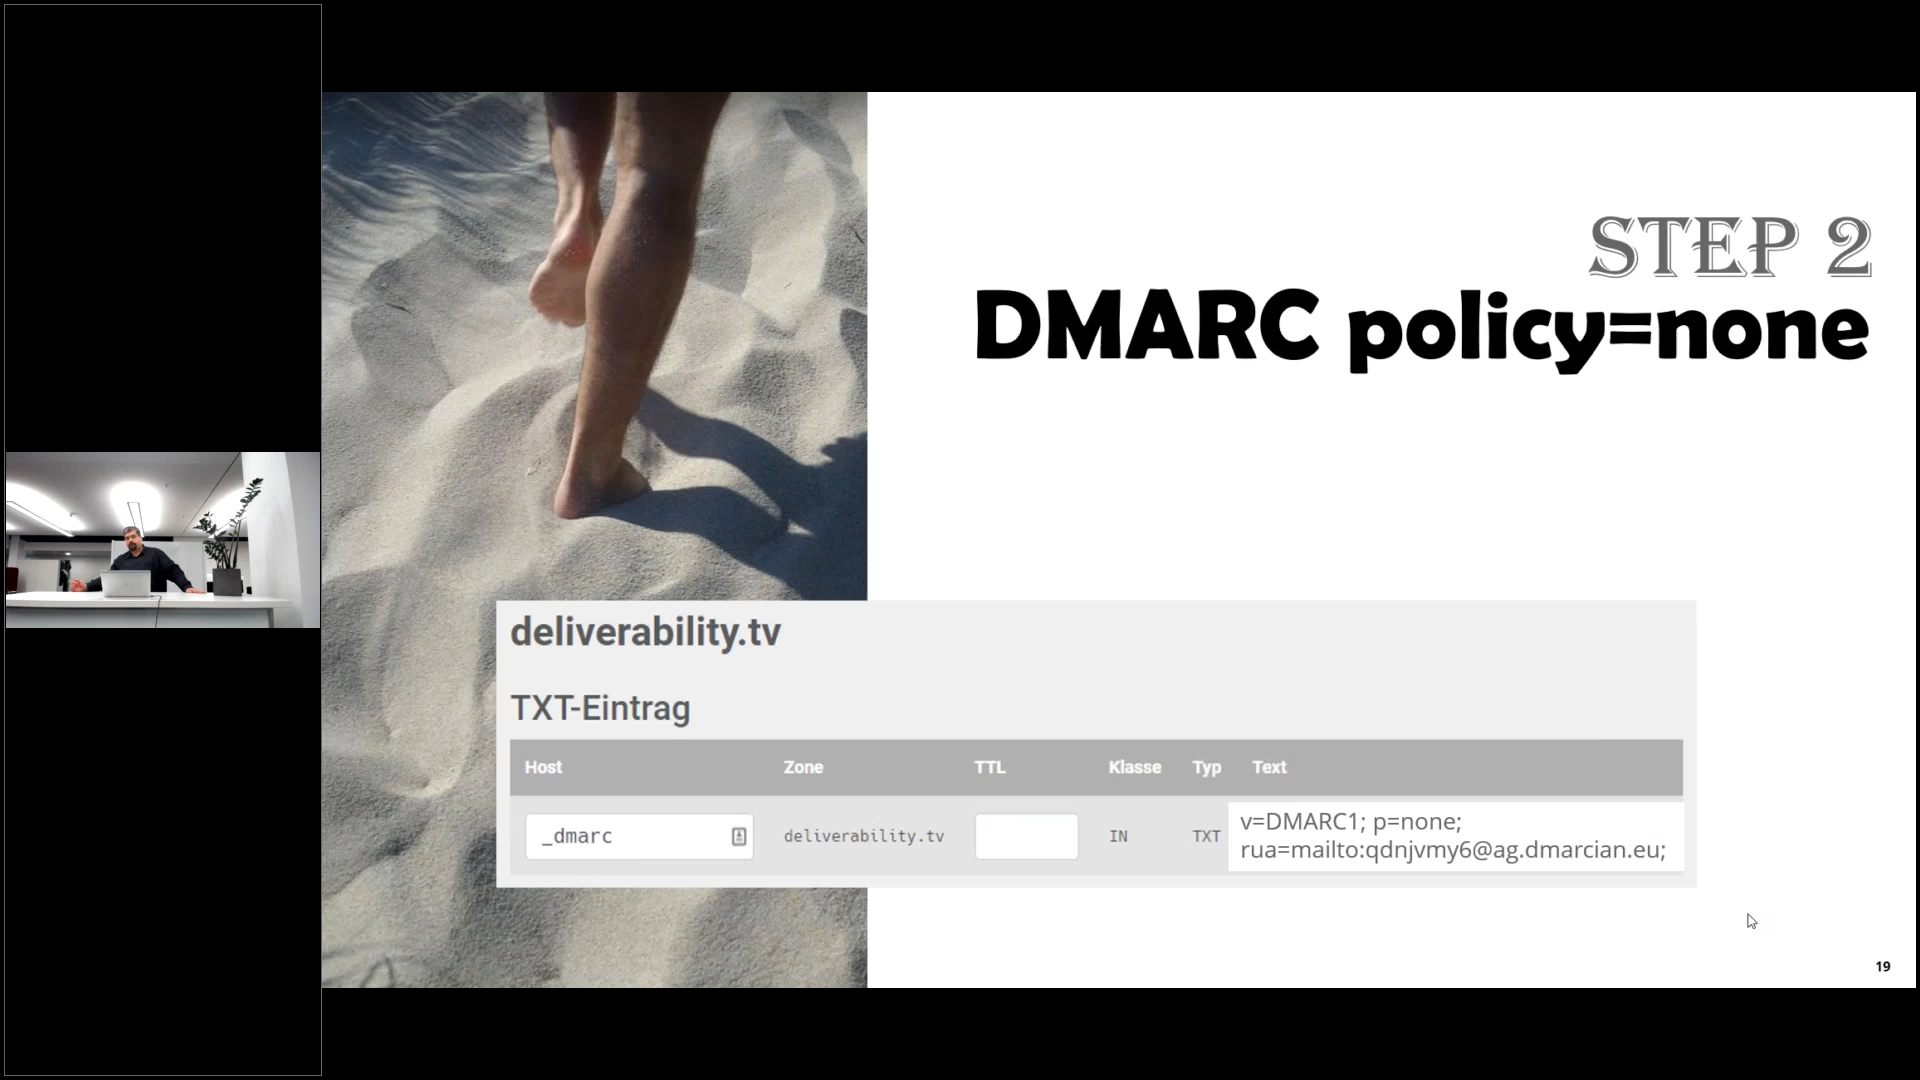 STEP 2
DMARC policy=none
deliverability.tv
TXT-Eintrag
Host Zone TTL Klasse Typ Text
_dmarc deliverability.tv IN TXT v=DMARC1; p=none;
rua=mailto:qdnjvmy6@ag.dmarcian.eu;
19